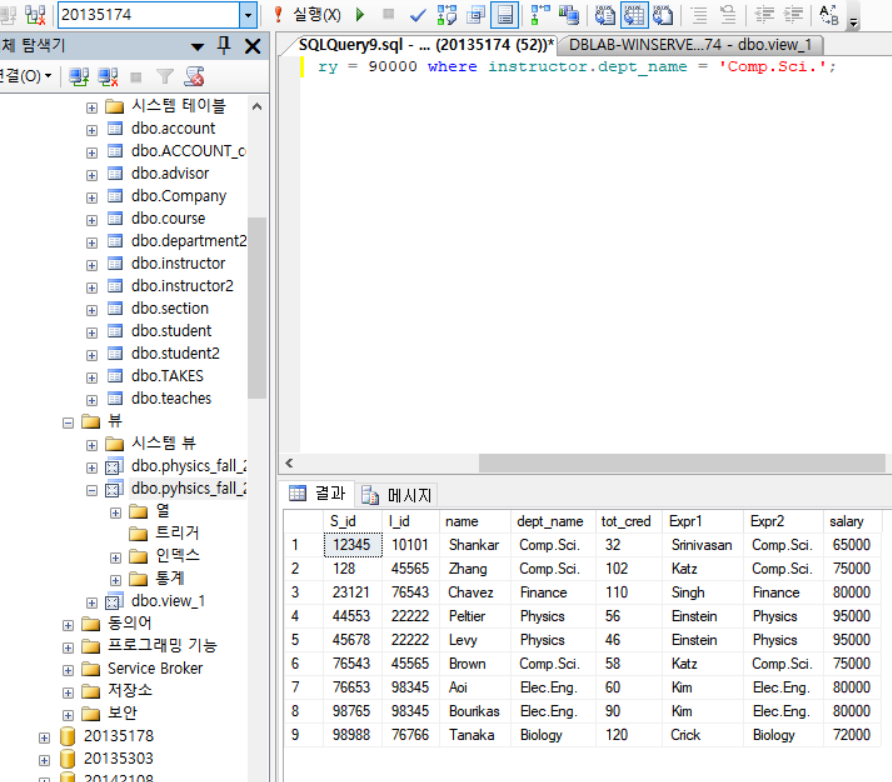 20135174
실행(X)
체 탐색기
SQLQuery9.sql - ... (20135174 (52))* DBLAB-WINSERVE...74 - dbo.view_1
ry = 90000 where instructor.dept_name = 'Comp.Sci.';
결(O)
시스템 테이블
dbo.account
dbo.ACCOUNT_c
dbo.advisor
dbo.Company
dbo.course
dbo.department2
dbo.instructor
dbo.instructor2
dbo.section
dbo.student
dbo.student2
dbo.TAKES
dbo.teaches
뷰
시스템 뷰
dbo.physics_fall_2
dbo.pyhsics_fall_2
열
트리거
인덱스
통계
dbo.view_1
동의어
프로그래밍 기능
Service Broker
저장소
보안
20135178
20135303
20142108
결과 메시지
S_id I_id name dept_name tot_cred Expr1 Expr2 salary
1 12345 10101 Shankar Comp.Sci. 32 Srinivasan Comp.Sci. 65000
2 128 45565 Zhang Comp.Sci. 102 Katz Comp.Sci. 75000
3 23121 76543 Chavez Finance 110 Singh Finance 80000
4 44553 22222 Peltier Physics 56 Einstein Physics 95000
5 45678 22222 Levy Physics 46 Einstein Physics 95000
6 76543 45565 Brown Comp.Sci. 58 Katz Comp.Sci. 75000
7 76653 98345 Aoi Elec.Eng. 60 Kim Elec.Eng. 80000
8 98765 98345 Bourikas Elec.Eng. 90 Kim Elec.Eng. 80000
9 98988 76766 Tanaka Biology 120 Crick Biology 72000